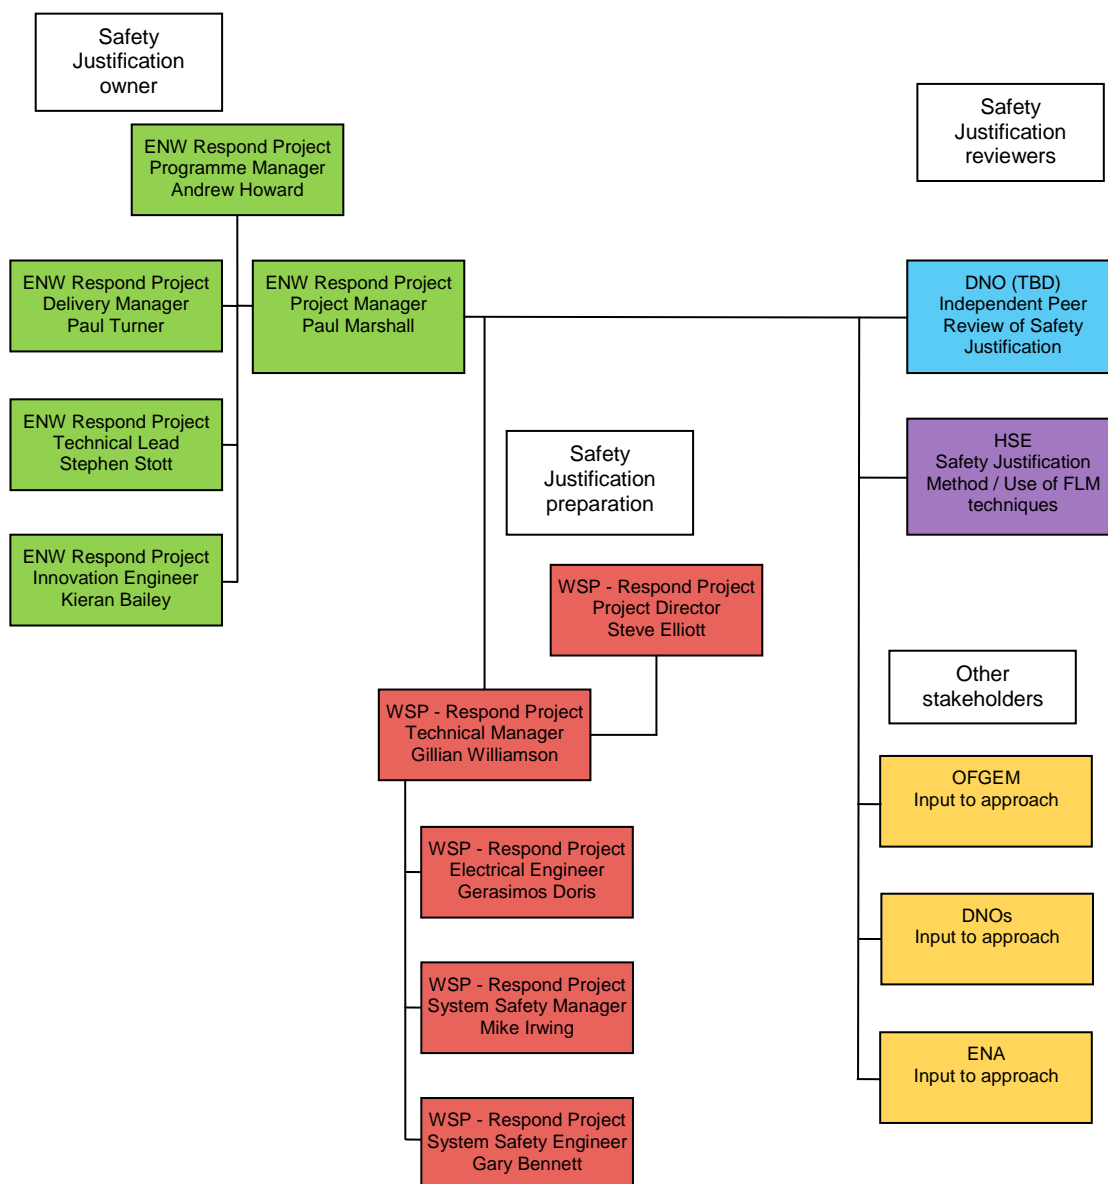 Safety
Justification
owner
Safety
Justification
reviewers
ENW Respond Project
Programme Manager
Andrew Howard
ENW Respond Project
Delivery Manager
Paul Turner
ENW Respond Project
Project Manager
Paul Marshall
DNO (TBD)
Independent Peer
Review of Safety
Justification
ENW Respond Project
Technical Lead
Stephen Stott
Safety
Justification
preparation
HSE
Safety Justification
Method / Use of FLM
techniques
ENW Respond Project
Innovation Engineer
Kieran Bailey
WSP - Respond Project
Project Director
Steve Elliott
Other
stakeholders
WSP - Respond Project
Technical Manager
Gillian Williamson
OFGEM
Input to approach
WSP - Respond Project
Electrical Engineer
Gerasimos Doris
DNOs
Input to approach
WSP - Respond Project
System Safety Manager
Mike Irwing
ENA
Input to approach
WSP - Respond Project
System Safety Engineer
Gary Bennett